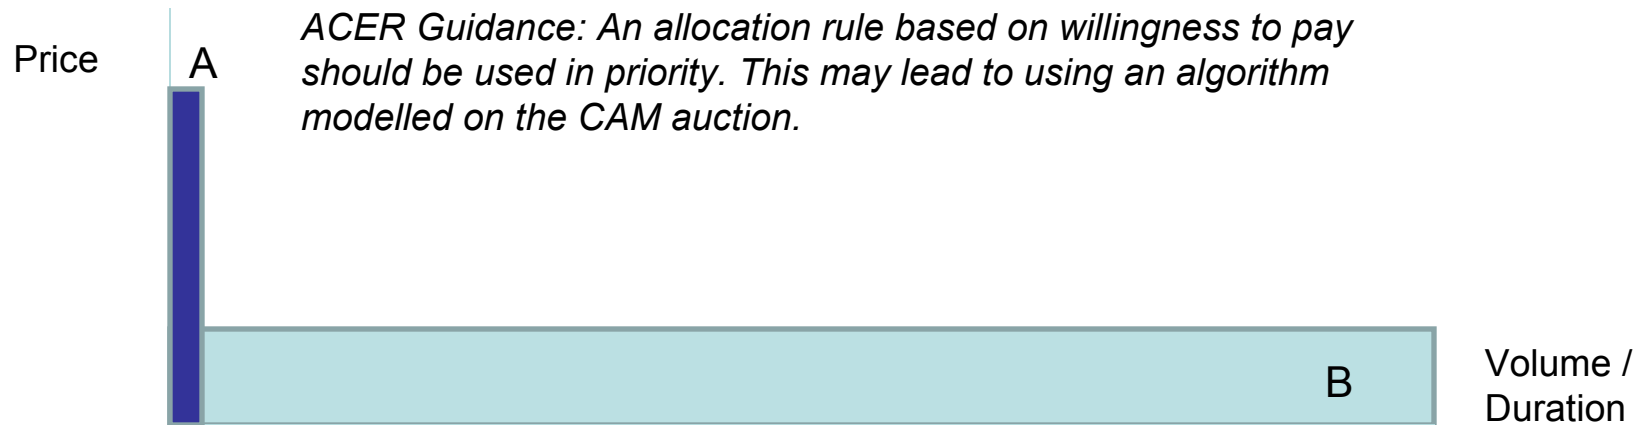 Price
A
ACER Guidance: An allocation rule based on willingness to pay
should be used in priority. This may lead to using an algorithm
modelled on the CAM auction.
B
Volume /
Duration